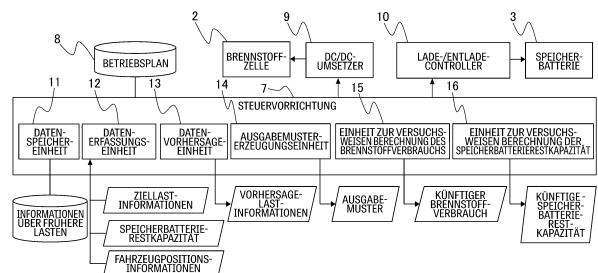 2
9
10
3
8
BETRIEBSPLAN
BRENNSTOFF-
ZELLE
DC/DC-
UMSETZER
LADE-/ENTLADE-
CONTROLLER
SPEICHER-
BATTERIE
11
12
13
14
7
15
16
STEUERVORRICHTUNG
DATEN-
SPEICHER-
EINHEIT
DATEN-
ERFASSUNGS-
EINHEIT
DATEN-
VORHERSAGE-
EINHEIT
AUSGABEMUSTER-
ERZEUGUNGSEINHEIT
EINHEIT ZUR VERSUCHS-
WEISEN BERECHNUNG DES
BRENNSTOFFVERBRAUCHS
EINHEIT ZUR VERSUCHS-
WEISEN BERECHNUNG DER
SPEICHERBATTERIERESTKAPAZITÄT
INFORMATIONEN
ÜBER FRÜHERE
LASTEN
ZIELLAST-
INFORMATIONEN
SPEICHERBATTERIE-
RESTKAPAZITÄT
FAHRZEUGPOSITIONS-
INFORMATIONEN
VORHERSAGE-
LAST-
INFORMATIONEN
AUSGABE-
MUSTER
KÜNFTIGER
BRENNSTOFF-
VERBRAUCH
KÜNFTIGE-
SPEICHER-
BATTERIE-
REST-
KAPAZITÄT